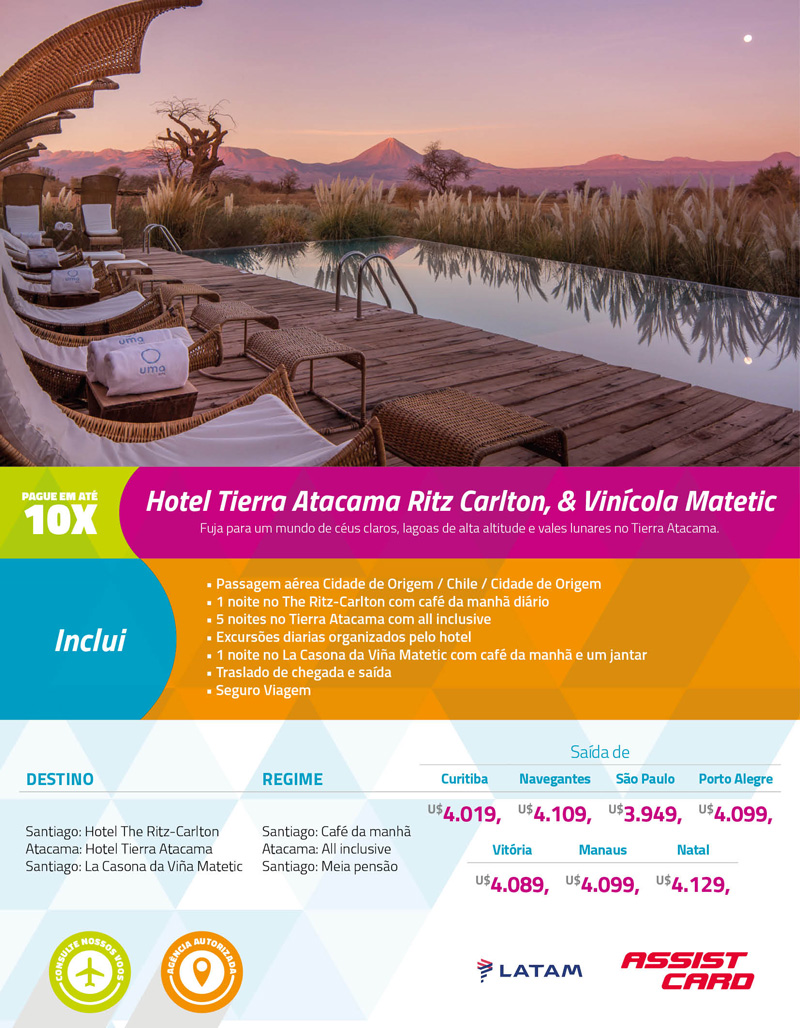 uma
uma
PAGUE EM ATÉ
10X
Hotel Tierra Atacama Ritz Carlton, & Vinícola Matetic
Fuja para um mundo de céus claros, lagoas de alta altitude e vales lunares no Tierra Atacama.
Inclui
• Passagem aérea Cidade de Origem / Chile / Cidade de Origem
• 1 noite no The Ritz-Carlton com café da manhã diário
• 5 noites no Tierra Atacama com all inclusive
• Excursões diarias organizados pelo hotel
• 1 noite no La Casona da Viña Matetic com café da manhã e um jantar
• Traslado de chegada e saída
• Seguro Viagem
Saída de
DESTINO REGIME Curitiba Navegantes São Paulo Porto Alegre
U$4.019, U$4.109, U$3.949, U$4.099,
Santiago: Hotel The Ritz-Carlton Santiago: Café da manhã
Atacama: Hotel Tierra Atacama Atacama: All inclusive
Santiago: La Casona da Viña Matetic Santiago: Meia pensão
Vitória Manaus Natal
U$4.089, U$4.099, U$4.129,
CONSULTE NOSSOS VOOS
AGÊNCIA AUTORIZADA
LATAM
ASSIST
CARD